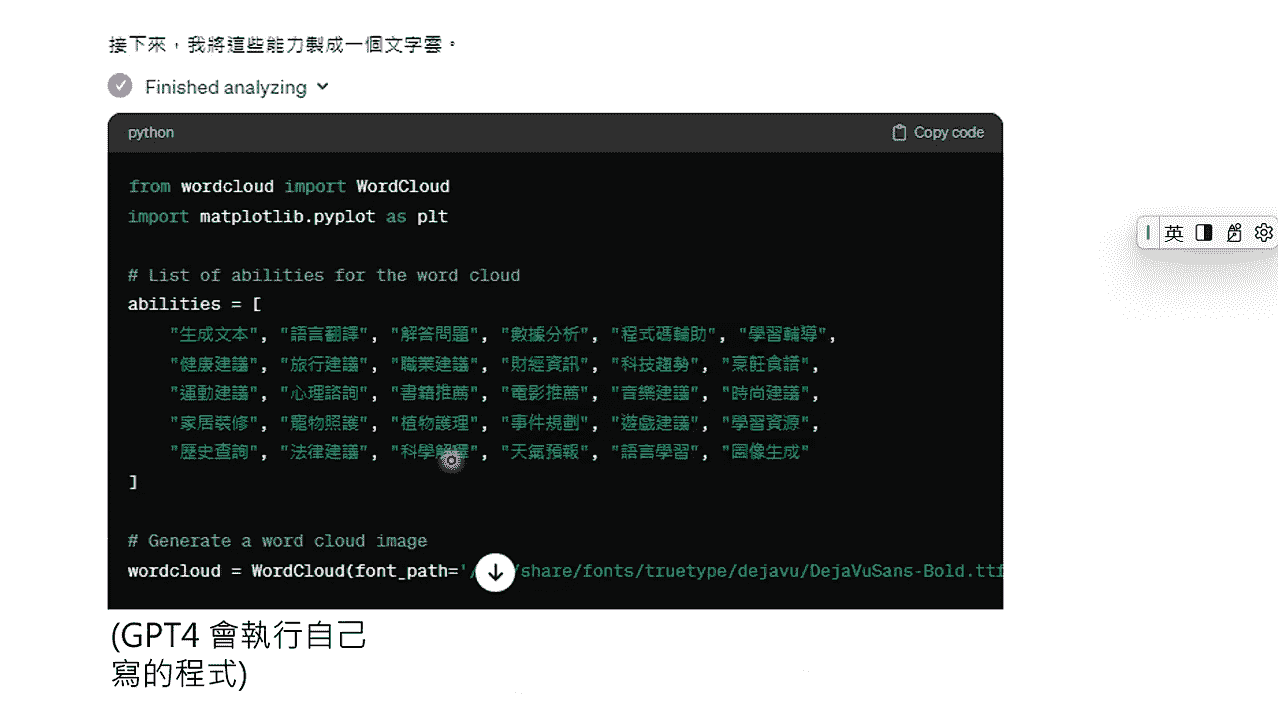 接下來，我將這些能力製成一個文字雲。
Finished analyzing
python
Copy code
from wordcloud import WordCloud
import matplotlib.pyplot as plt
# List of abilities for the word cloud
abilities = [
"生成文本", "語言翻譯", "解答問題", "數據分析", "程式碼輔助", "學習輔導",
"健康建議", "旅行建議", "職業建議", "財經資訊", "科技趨勢", "烹飪食譜",
"運動建議", "心理諮詢", "書籍推薦", "電影推薦", "音樂建議", "時尚建議",
"家居裝修", "寵物照護", "植物護理", "事件規劃", "遊戲建議", "學習資源",
"歷史查詢", "法律建議", "科學解釋", "天氣預報", "語言學習", "圖像生成"
]
# Generate a word cloud image
wordcloud = WordCloud(font_path='/ /share/fonts/truetype/dejavu/DejaVuSans-Bold.ttf
英
(GPT4 會執行自己
寫的程式)